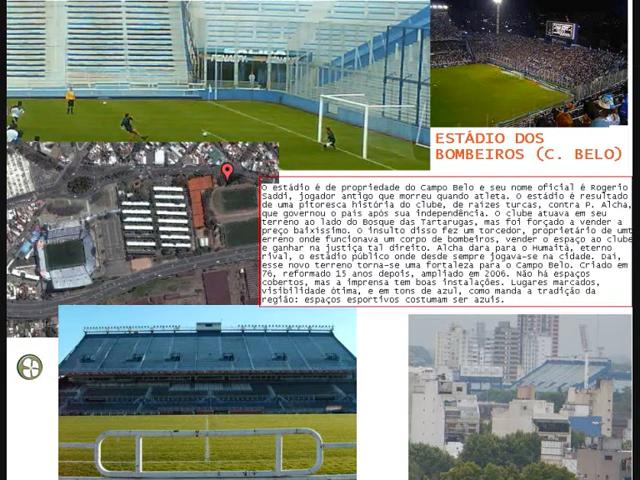 ESTÁDIO DOS
BOMBEIROS (C. BELO)
O estádio é de propriedade do Campo Belo e seu nome oficial é Rogerio
Saddi, jogador antigo que morreu quando atleta. O estádio é resultado
de uma pitoresca história do clube, de raízes turcas, contra P. Alcha,
que governou o país após sua independência. O clube atuava em seu
terreno ao lado do Bosque das Tartarugas, mas foi forçado a vender a
preço baixíssimo. O insulto disso fez um torcedor, proprietário de um
terreno onde funcionava um corpo de bombeiros, vender o espaço ao clube
e ganhar na justiça tal direito. Alcha dara para o Humaitá, eterno
rival, o estádio público onde desde sempre jogava-se na cidade. Daí,
esse novo terreno torna-se uma fortaleza para o Campo Belo. Criado em
76, reformado 15 anos depois, ampliado em 2006. Não há espaços
cobertos, mas a imprensa tem boas instalações. Lugares marcados,
visibilidade ótima, e em tons de azul, como manda a tradição da
região: espaços esportivos costumam ser azuis.